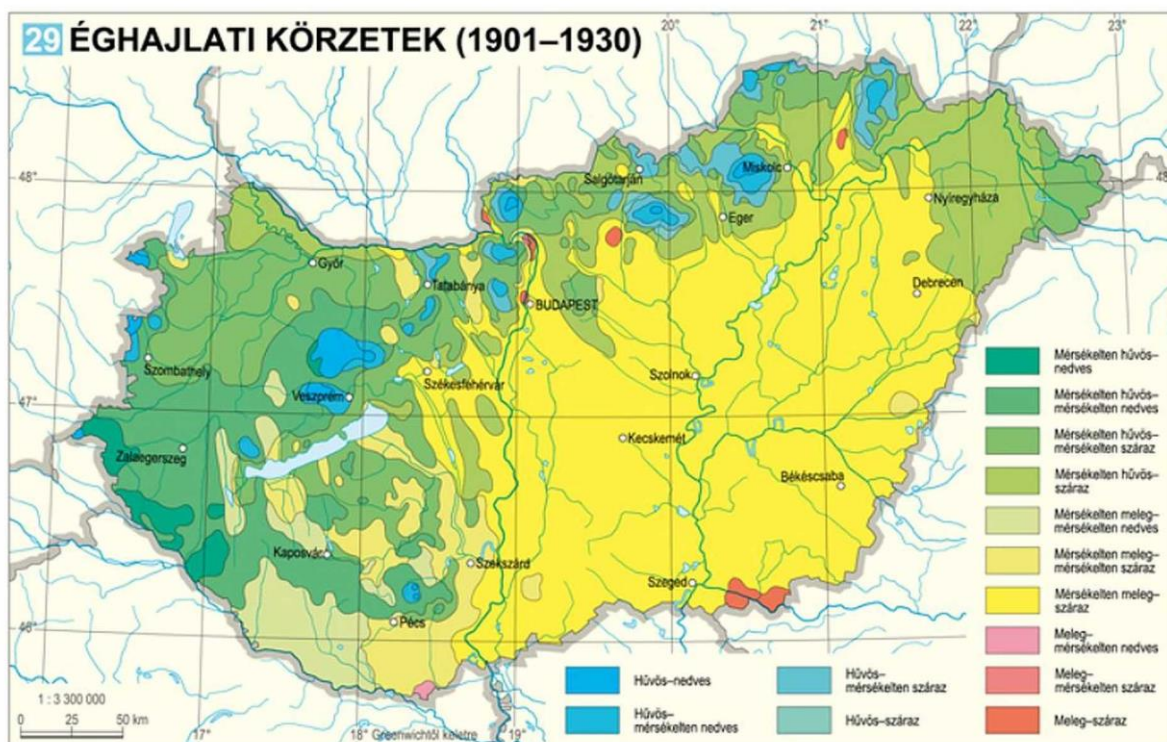 29 ÉGHAJLATI KÖRZETEK (1901–1930)
20°
21°
22°
23°
48°
48°
Salgótarján
Miskolc
Eger
Nyíregyháza
Győr
Tatabánya
BUDAPEST
Debrecen
Szombathely
Székesfehérvár
Szolnok
Veszprém
47°
Kecskemét
Zalaegerszeg
Békéscsaba
Kaposvár
Szekszárd
Szeged
Pécs
46°
Mérsékelten hűvös–
nedves
Mérsékelten hűvös–
mérsékelten nedves
Mérsékelten hűvös–
mérsékelten száraz
Mérsékelten hűvös–
száraz
Mérsékelten meleg–
mérsékelten nedves
Mérsékelten meleg–
mérsékelten száraz
Mérsékelten meleg–
száraz
Meleg–
mérsékelten nedves
Meleg–
mérsékelten száraz
Meleg–száraz
Hűvös–nedves
Hűvös–
mérsékelten nedves
Hűvös–
mérsékelten száraz
Hűvös–száraz
1 : 3 300 000
0 25 50 km
17°
18° Greenwichtől keletre
19°